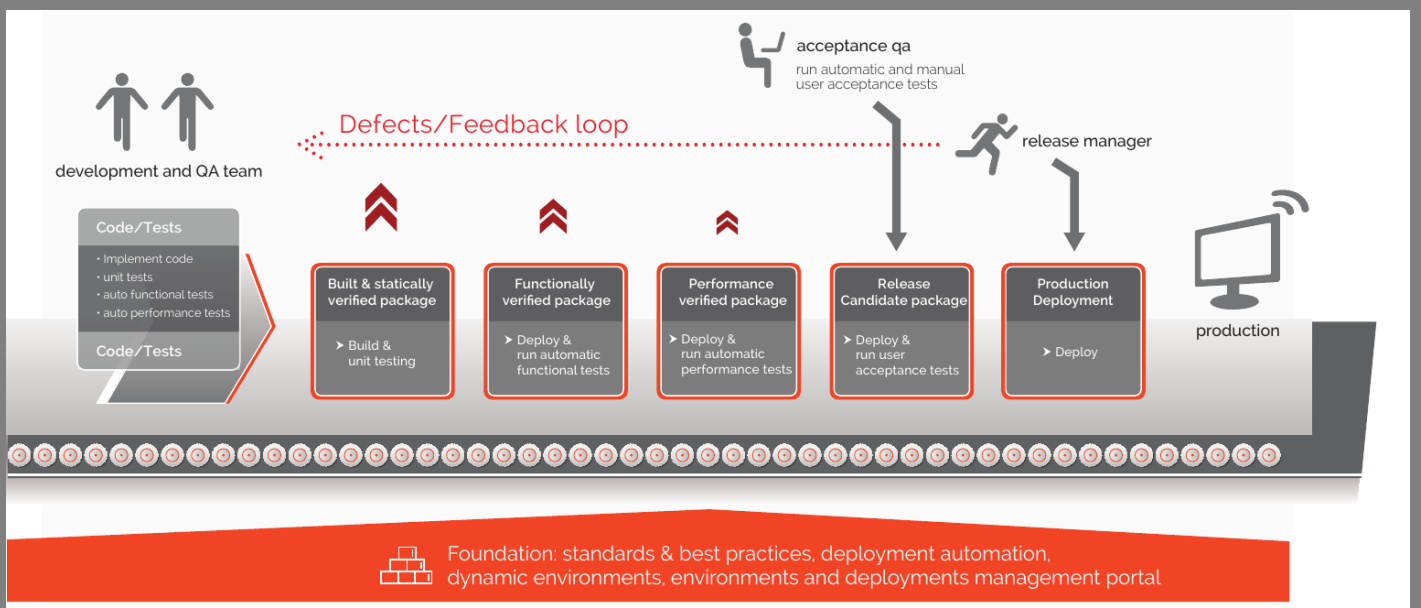 acceptance qa
run automatic and manual
user acceptance tests
Defects/Feedback loop
release manager
development and QA team
Code/Tests
• Implement code
• unit tests
• auto functional tests
• auto performance tests
Code/Tests
Built & statically
verified package
➤ Build &
unit testing
Functionally
verified package
➤ Deploy &
run automatic
functional tests
Performance
verified package
➤ Deploy &
run automatic
performance tests
Release
Candidate package
➤ Deploy &
run user
acceptance tests
Production
Deployment
➤ Deploy
production
Foundation: standards & best practices, deployment automation,
dynamic environments, environments and deployments management portal